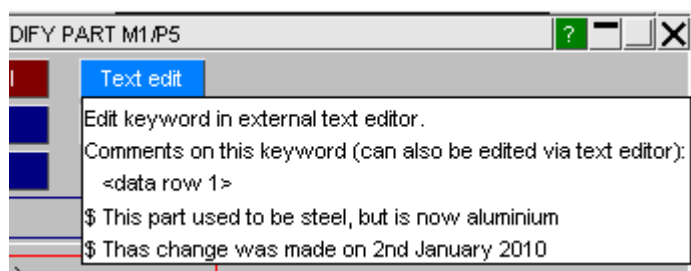 DIFY PART M1/P5
?
Text edit
Edit keyword in external text editor.
Comments on this keyword (can also be edited via text editor):
<data row 1>
$ This part used to be steel, but is now aluminium
$ Thas change was made on 2nd January 2010